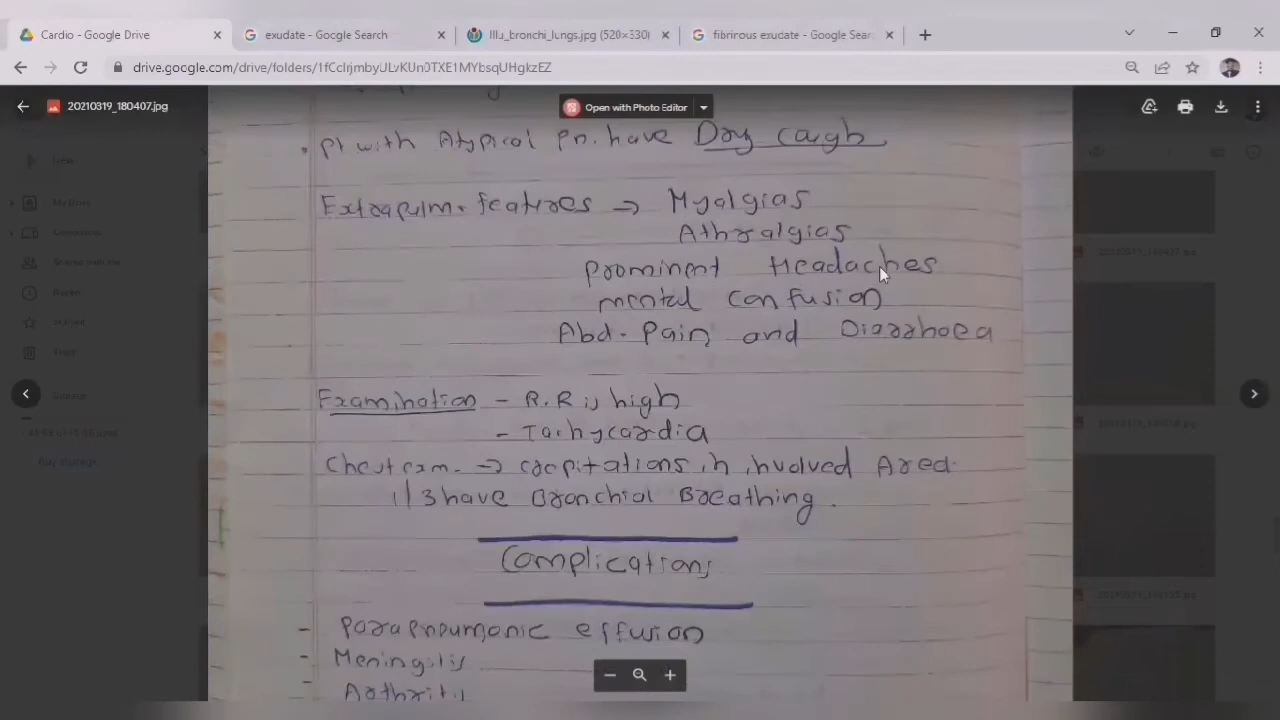 Cardio - Google Drive
exudate - Google Search
Illu_bronchi_lungs.jpg (520×330)
fibrirous exudate - Google Sear
drive.google.com/drive/folders/1fCclrjmbyULvKUn0TXE1MYbsqUHgkzEZ
20210319_180407.jpg
Open with Photo Editor
. Pt with Atypical Pn. have Dry cough
Extrapulm. features → Myalgias
Athralgias
Prominent Headaches
mental confusion
Abd. Pain and Diarrhoea
Examination - R.R is high
- Tachycardia
Chest exam. → crepitations in involved Area.
1/3 have Bronchial Breathing.
Complications
- Parapneumonic effusion
- Meningitis
- Arthritis